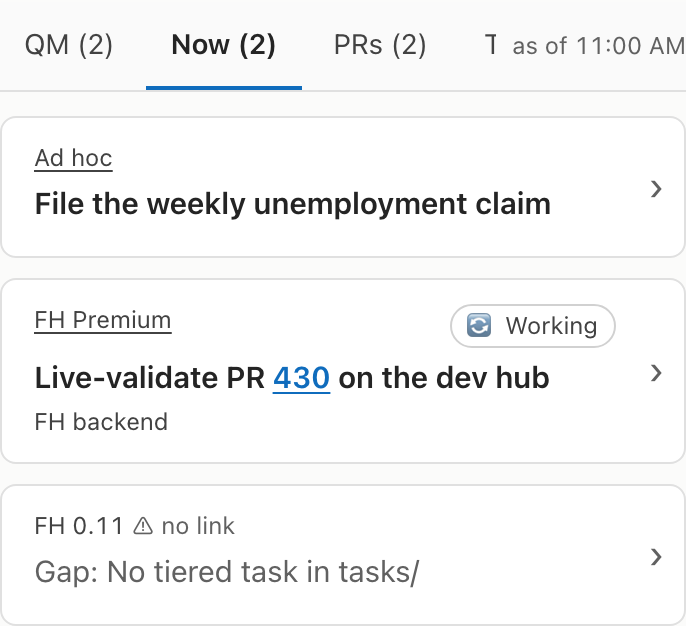 QM (2) Now (2) PRs (2) T as of 11:00 AM
Ad hoc
File the weekly unemployment claim
FH Premium
Working
Live-validate PR 430 on the dev hub
FH backend
FH 0.11 ⚠ no link
Gap: No tiered task in tasks/